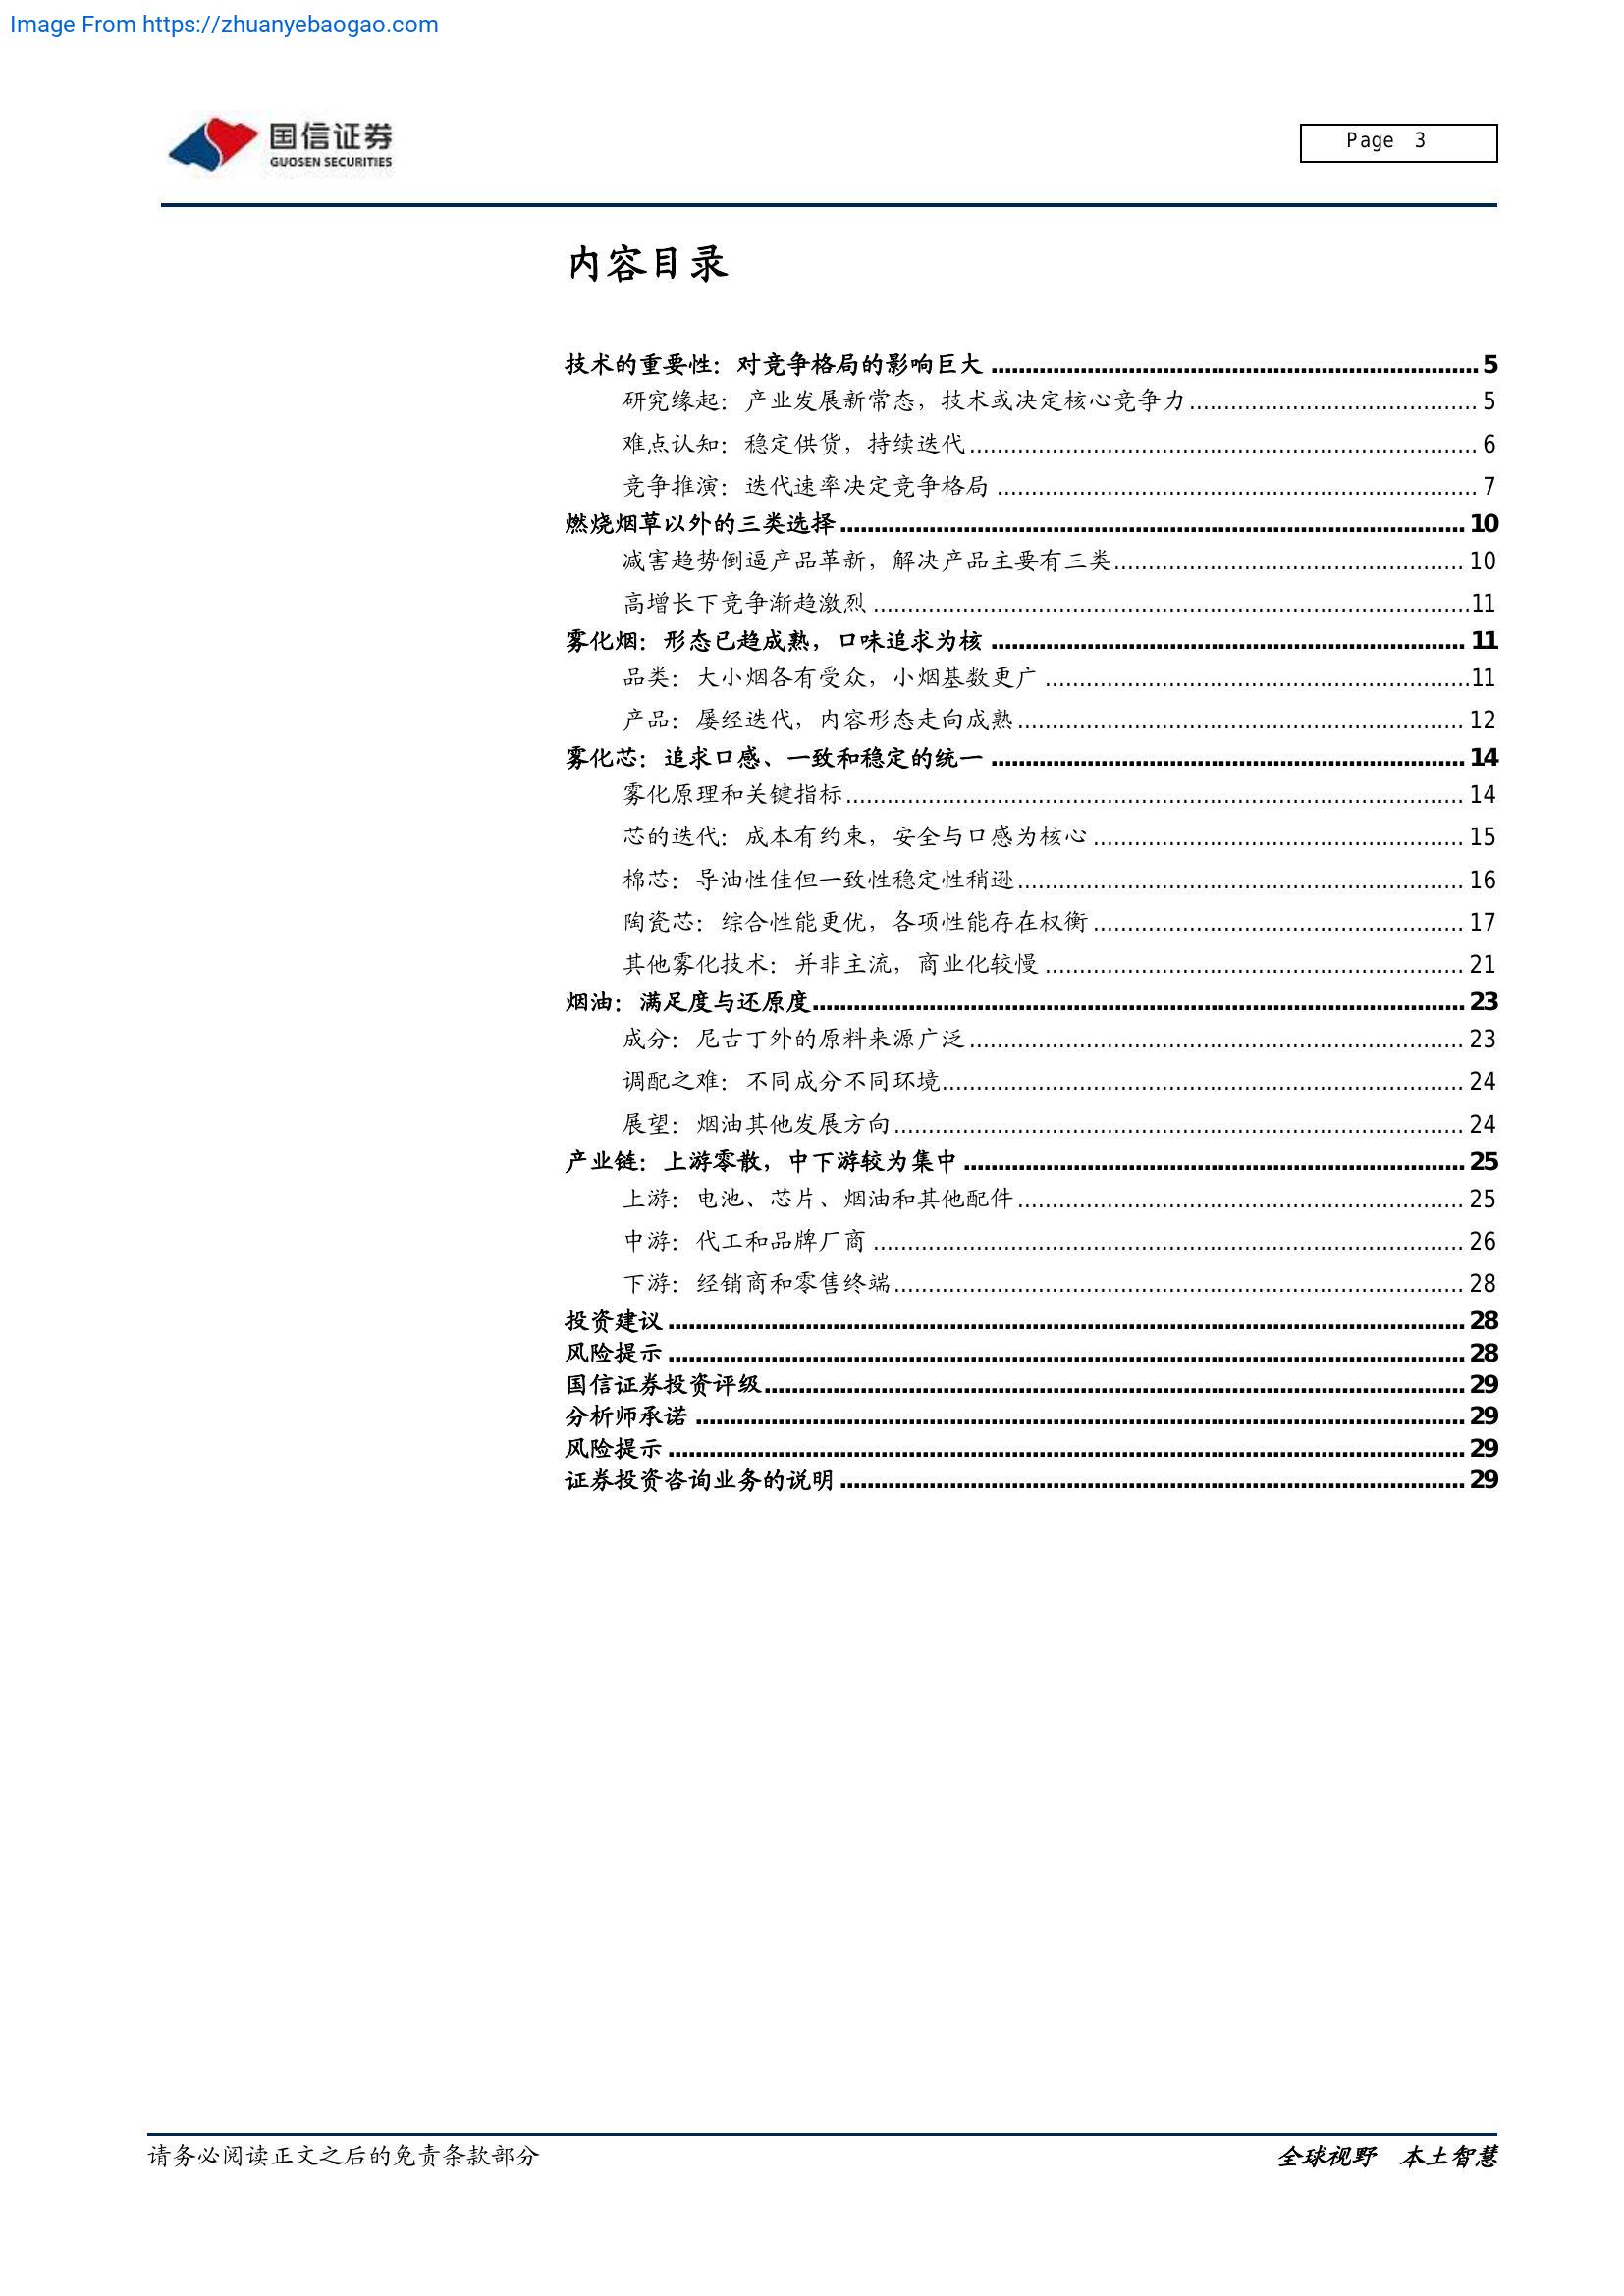 Image From https://zhuanyebaogao.com
国信证券
GUOSEN SECURITIES
Page 3
内容目录
技术的重要性：对竞争格局的影响巨大 ........ 5
研究缘起：产业发展新常态，技术或决定核心竞争力 ........ 5
难点认知：稳定供货，持续迭代 ........ 6
竞争推演：迭代速率决定竞争格局 ........ 7
燃烧烟草以外的三类选择 ........ 10
减害趋势倒逼产品革新，解决产品主要有三类 ........ 10
高增长下竞争渐趋激烈 ........ 11
雾化烟：形态已趋成熟，口味追求为核 ........ 11
品类：大小烟各有受众，小烟基数更广 ........ 11
产品：屡经迭代，内容形态走向成熟 ........ 12
雾化芯：追求口感、一致和稳定的统一 ........ 14
雾化原理和关键指标 ........ 14
芯的迭代：成本有约束，安全与口感为核心 ........ 15
棉芯：导油性佳但一致性稳定性稍逊 ........ 16
陶瓷芯：综合性能更优，各项性能存在权衡 ........ 17
其他雾化技术：并非主流，商业化较慢 ........ 21
烟油：满足度与还原度 ........ 23
成分：尼古丁外的原料来源广泛 ........ 23
调配之难：不同成分不同环境 ........ 24
展望：烟油其他发展方向 ........ 24
产业链：上游零散，中下游较为集中 ........ 25
上游：电池、芯片、烟油和其他配件 ........ 25
中游：代工和品牌厂商 ........ 26
下游：经销商和零售终端 ........ 28
投资建议 ........ 28
风险提示 ........ 28
国信证券投资评级 ........ 29
分析师承诺 ........ 29
风险提示 ........ 29
证券投资咨询业务的说明 ........ 29
请务必阅读正文之后的免责条款部分
全球视野 本土智慧